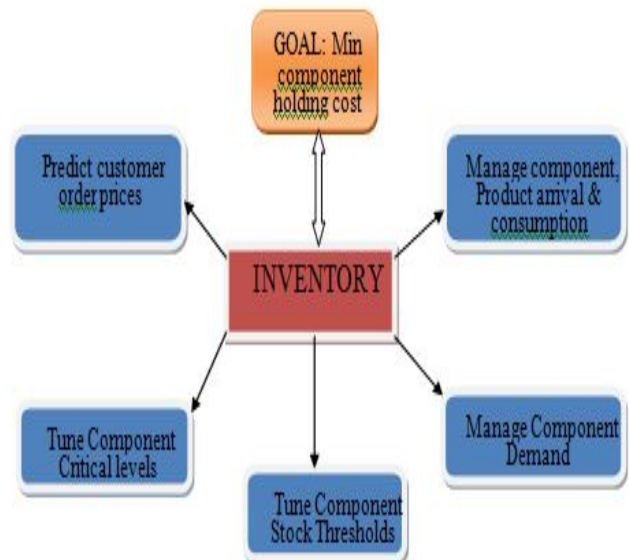 GOAL: Min
component
holding cost
Predict customer
order prices
Manage component,
Product arrival &
consumption
INVENTORY
Tune Component
Critical levels
Manage Component
Demand
Tune Component
Stock Thresholds